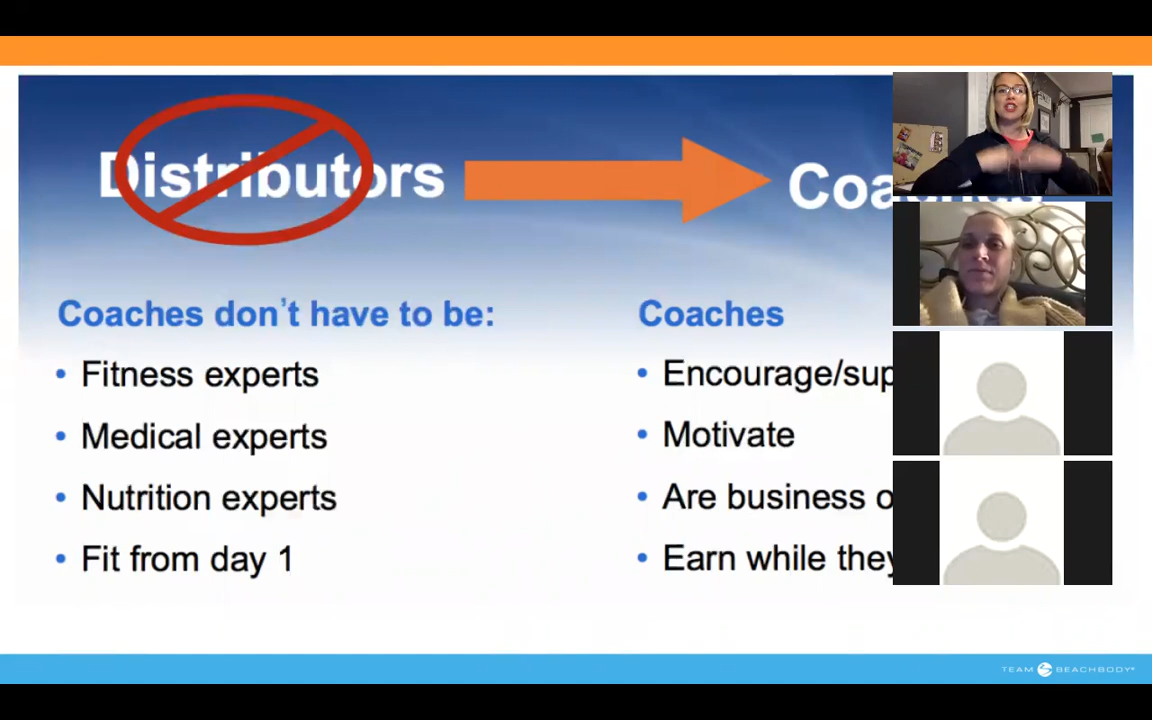 Distributors
Coa
Coaches don't have to be:
• Fitness experts
• Medical experts
• Nutrition experts
• Fit from day 1
Coaches
• Encourage/sup
• Motivate
• Are business o
• Earn while they
TEAM BEACHBODY